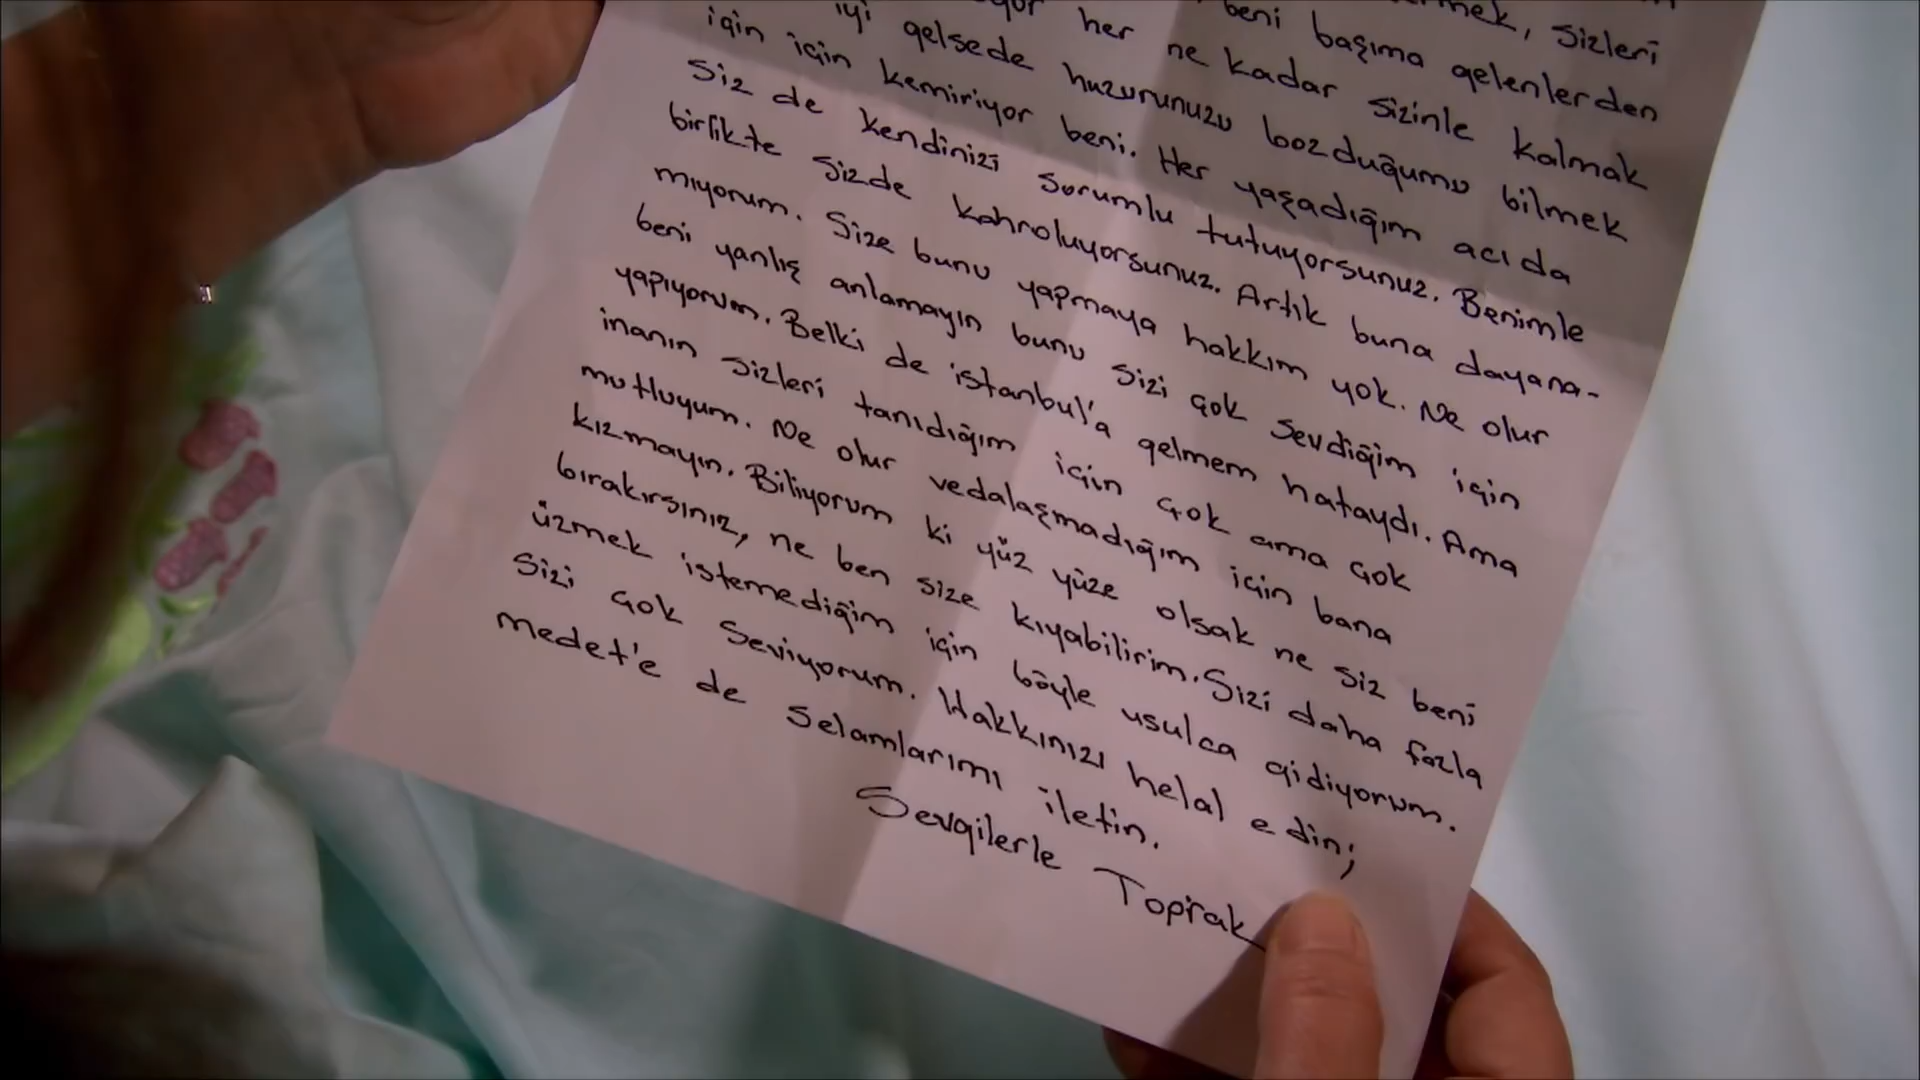 sizleri
beni başıma gelenlerden
her ne kadar sizinle kalmak
iyi gelsede huzurunuzu bozduğumu bilmek
için için kemiriyor beni. Her yaşadığım acıda
Siz de kendinizi sorumlu tutuyorsunuz. Benimle
birlikte sizde kahroluyorsunuz. Artık buna dayana-
mıyorum. Size bunu yapmaya hakkım yok. Ne olur
beni yanlış anlamayın bunu sizi çok sevdiğim için
yapıyorum. Belki de istanbul'a gelmem hataydı. Ama
inanın sizleri tanıdığım için çok ama çok
mutluyum. Ne olur vedalaşmadığım için bana
kızmayın. Biliyorum ki yüz yüze olsak ne siz beni
bırakırsınız, ne ben size kıyabilirim. Sizi daha fazla
üzmek istemediğim için böyle usulca gidiyorum.
Sizi çok seviyorum. Hakkınızı helal edin;
medet'e de selamlarımı iletin.
Sevgilerle Toprak